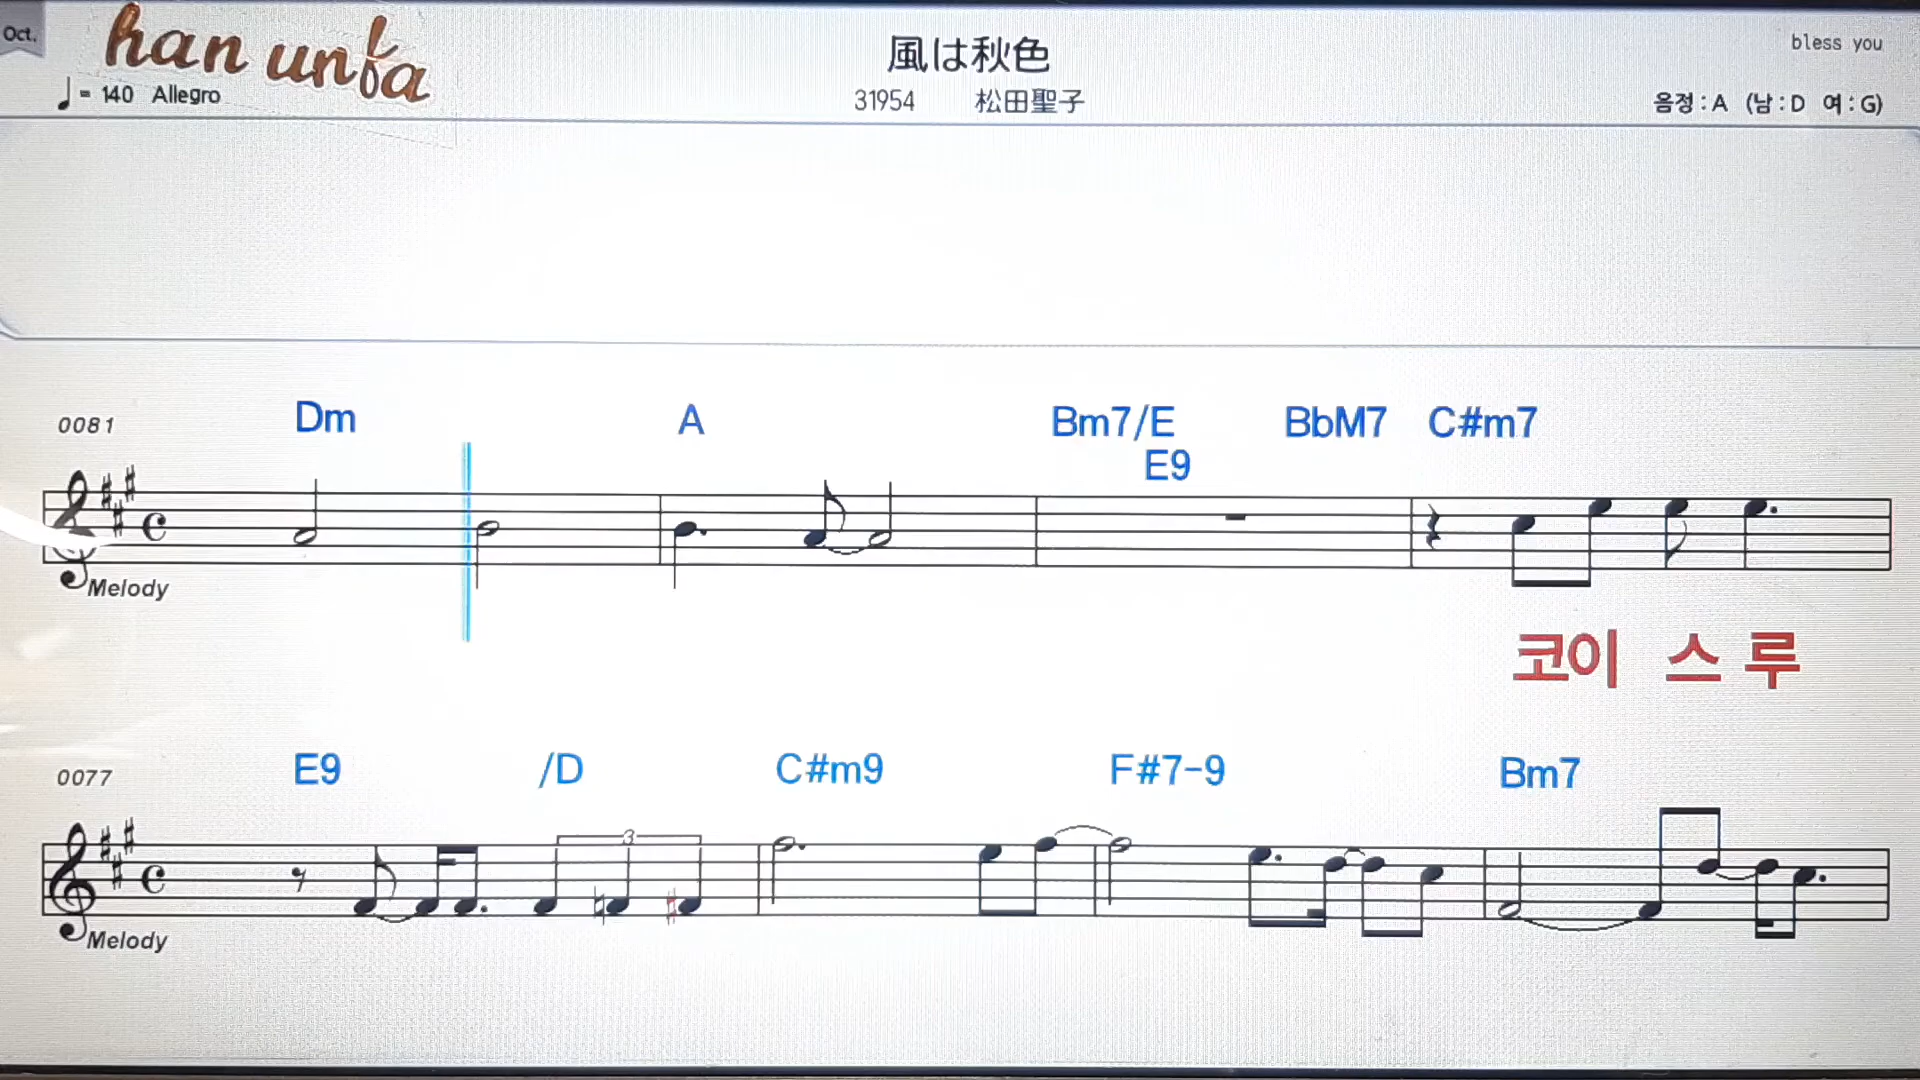 Oct.
han unfa
♩= 140 Allegro
風は秋色
31954 松田聖子
bless you
음정 : A (남 : D 여 : G)
0081 Dm A Bm7/E BbM7 C#m7
E9
Melody
코이 스 루
0077 E9 /D C#m9 F#7-9 Bm7
3
Melody